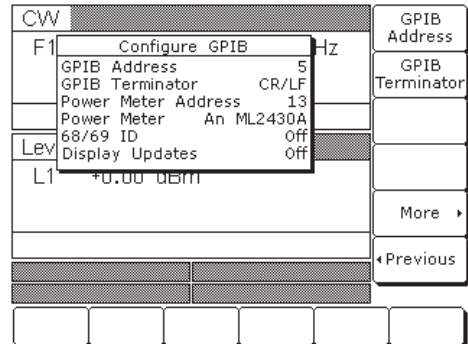 CW
F1
Hz
Configure GPIB
GPIB Address 5
GPIB Terminator CR/LF
Power Meter Address 13
Power Meter An ML2430A
68/69 ID Off
Display Updates Off
Lev
L1 +0.00 dBm
GPIB
Address
GPIB
Terminator
More
Previous